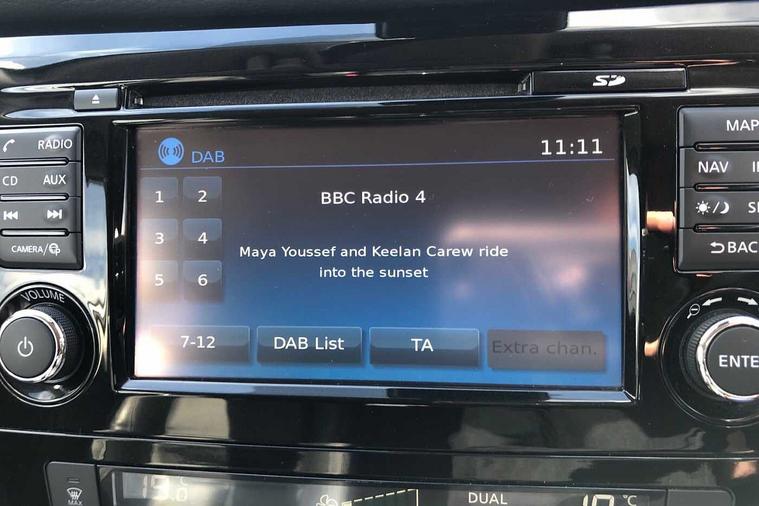 SD
RADIO
CD AUX
CAMERA/
VOLUME
DAB
11:11
1 2
BBC Radio 4
3 4
Maya Youssef and Keelan Carew ride
into the sunset
5 6
7-12
DAB List
TA
Extra chan.
MAP
NAV
BAC
ENTE
MAX
DUAL
°C
°C